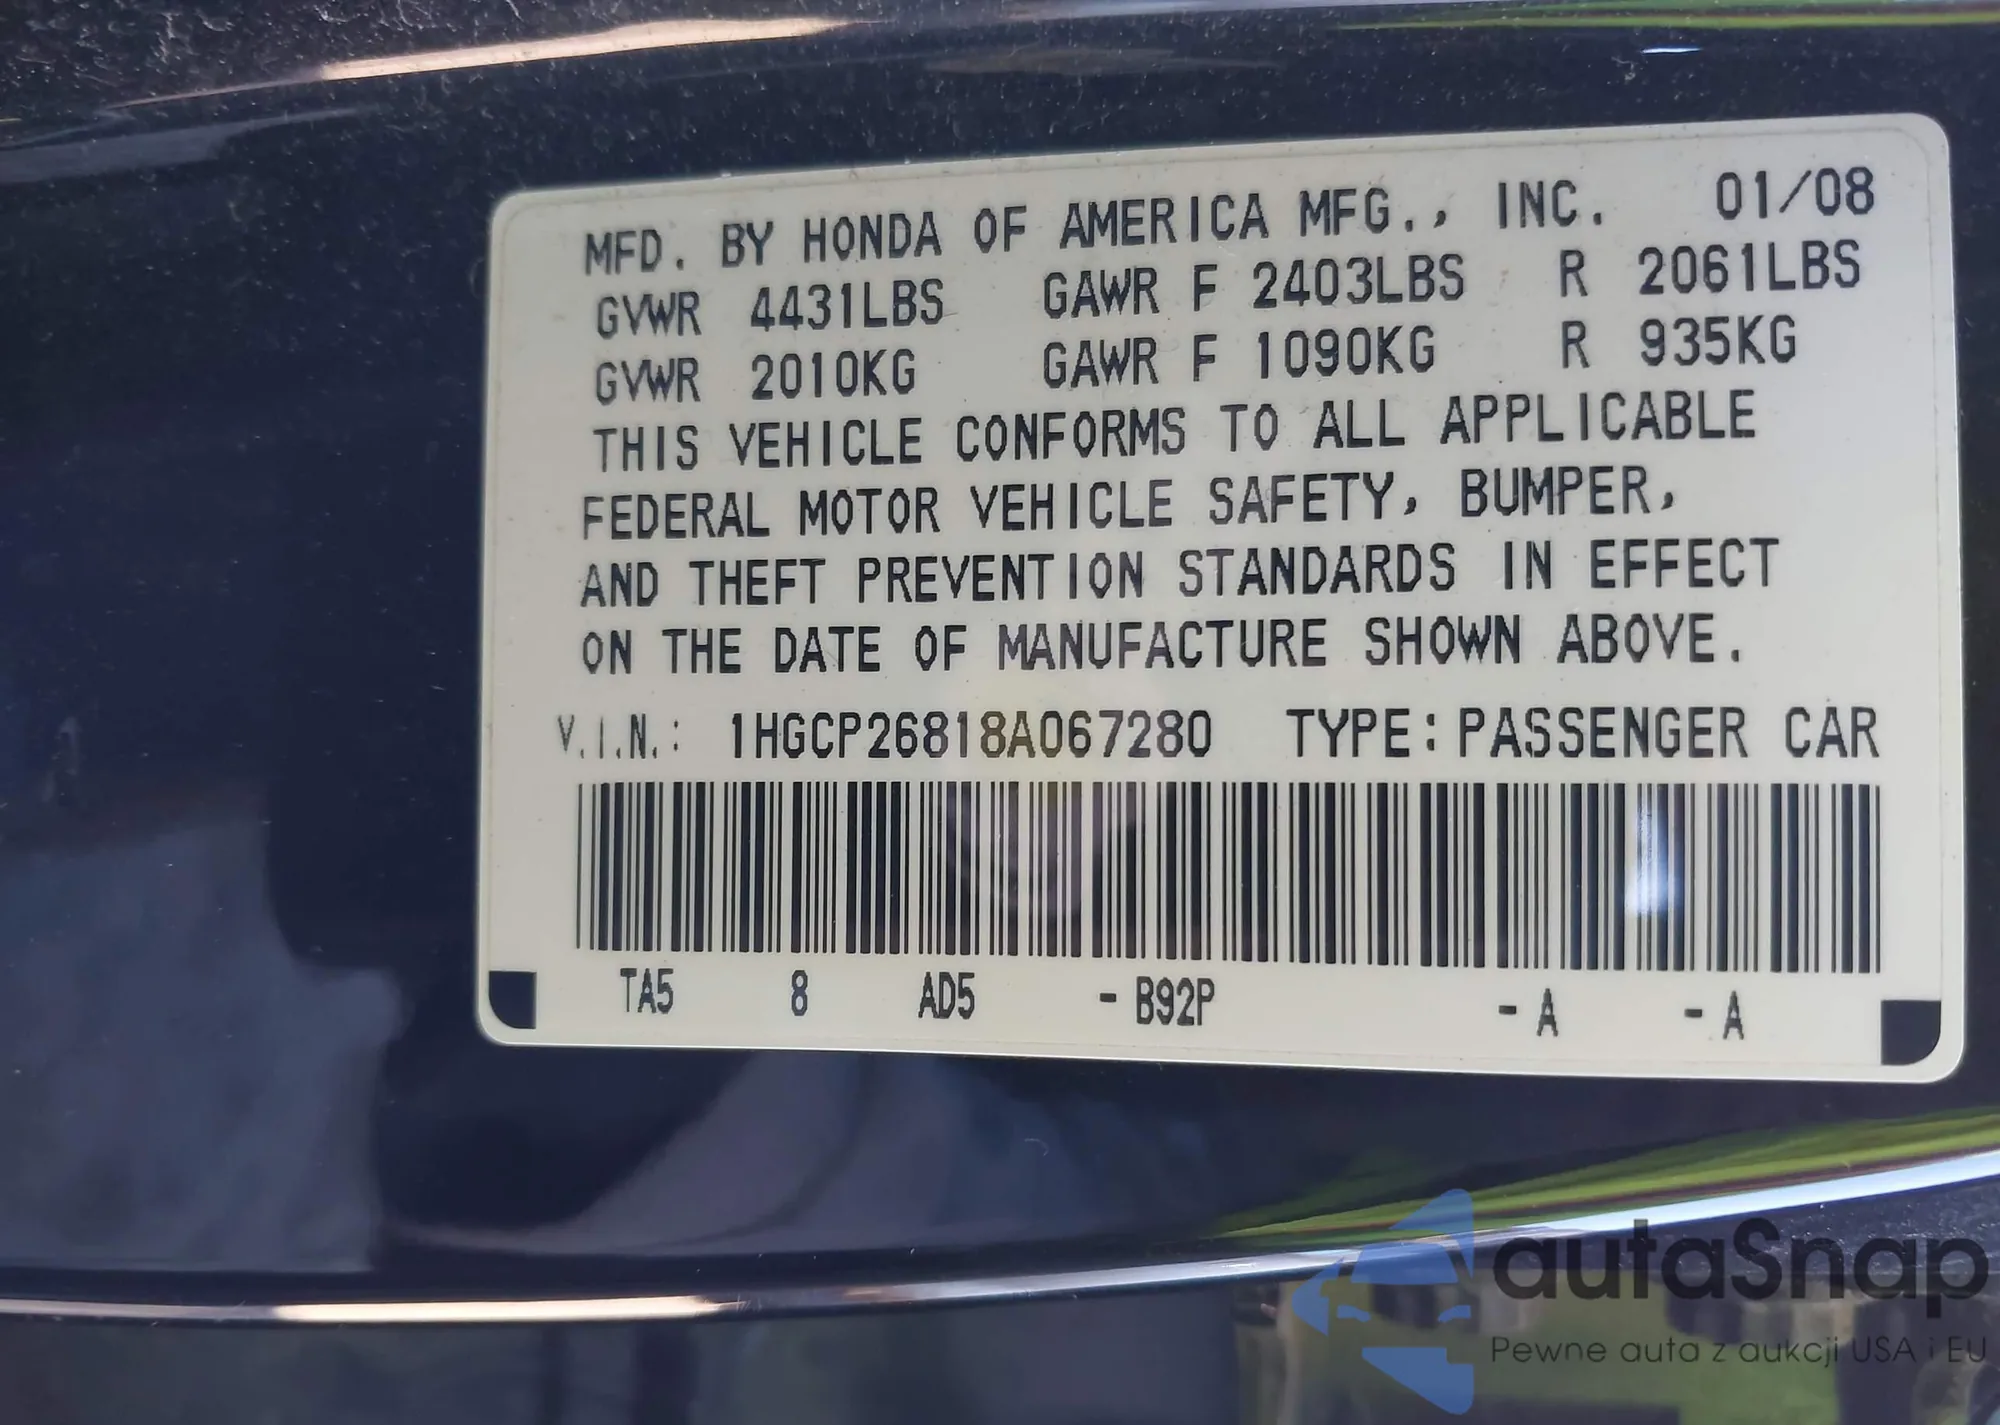 MFD. BY HONDA OF AMERICA MFG., INC. 01/08
GVWR 4431LBS GAWR F 2403LBS R 2061LBS
GVWR 2010KG GAWR F 1090KG R 935KG
THIS VEHICLE CONFORMS TO ALL APPLICABLE
FEDERAL MOTOR VEHICLE SAFETY, BUMPER,
AND THEFT PREVENTION STANDARDS IN EFFECT
ON THE DATE OF MANUFACTURE SHOWN ABOVE.
V.I.N.: 1HGCP26818A067280 TYPE: PASSENGER CAR
TA5 8 AD5 - B92P - A - A
autaSnap
Pewne auta z aukcji USA i EU